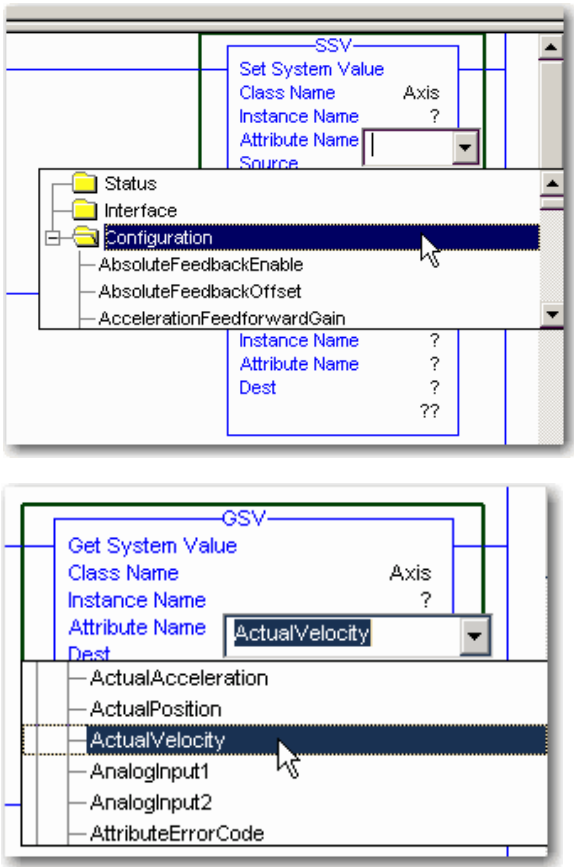 SSV
Set System Value
Class Name Axis
Instance Name ?
Attribute Name
Source
Status
Interface
Configuration
AbsoluteFeedbackEnable
AbsoluteFeedbackOffset
AccelerationFeedforwardGain
Instance Name ?
Attribute Name ?
Dest ?
??
GSV
Get System Value
Class Name Axis
Instance Name ?
Attribute Name ActualVelocity
Dest
ActualAcceleration
ActualPosition
ActualVelocity
AnalogInput1
AnalogInput2
AttributeErrorCode